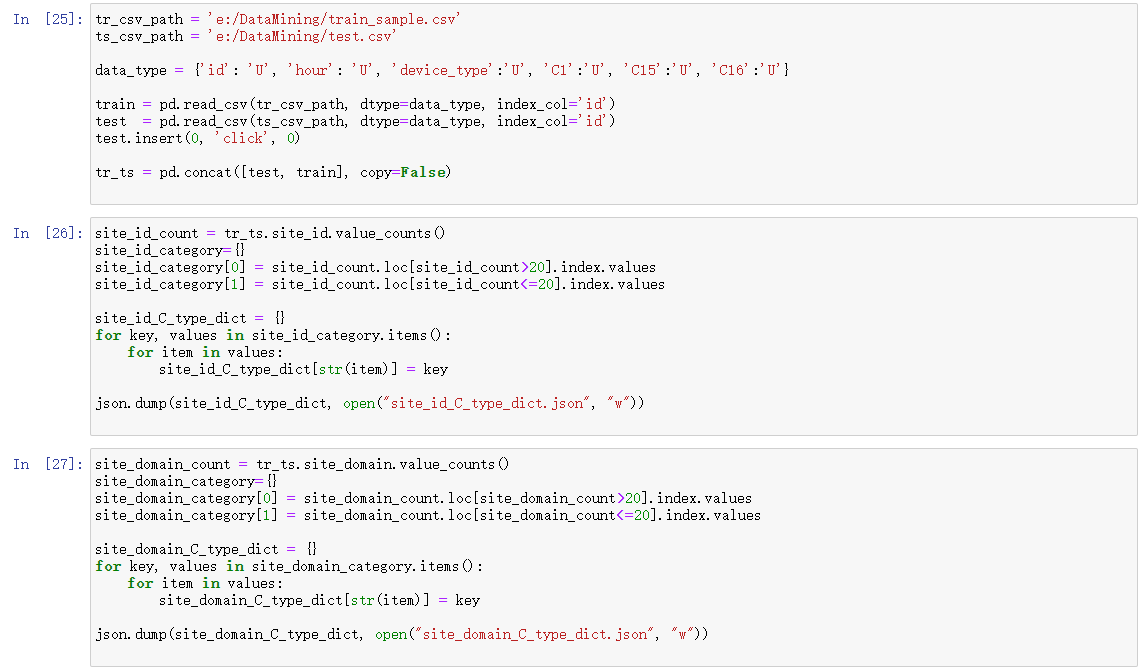 In [25]:
tr_csv_path = 'e:/DataMining/train_sample.csv'
ts_csv_path = 'e:/DataMining/test.csv'
data_type = {'id': 'U', 'hour': 'U', 'device_type':'U', 'C1':'U', 'C15':'U', 'C16':'U'}
train = pd.read_csv(tr_csv_path, dtype=data_type, index_col='id')
test  = pd.read_csv(ts_csv_path, dtype=data_type, index_col='id')
test.insert(0, 'click', 0)
tr_ts = pd.concat([test, train], copy=False)
In [26]:
site_id_count = tr_ts.site_id.value_counts()
site_id_category={}
site_id_category[0] = site_id_count.loc[site_id_count>20].index.values
site_id_category[1] = site_id_count.loc[site_id_count<=20].index.values
site_id_C_type_dict = {}
for key, values in site_id_category.items():
    for item in values:
        site_id_C_type_dict[str(item)] = key
json.dump(site_id_C_type_dict, open("site_id_C_type_dict.json", "w"))
In [27]:
site_domain_count = tr_ts.site_domain.value_counts()
site_domain_category={}
site_domain_category[0] = site_domain_count.loc[site_domain_count>20].index.values
site_domain_category[1] = site_domain_count.loc[site_domain_count<=20].index.values
site_domain_C_type_dict = {}
for key, values in site_domain_category.items():
    for item in values:
        site_domain_C_type_dict[str(item)] = key
json.dump(site_domain_C_type_dict, open("site_domain_C_type_dict.json", "w"))